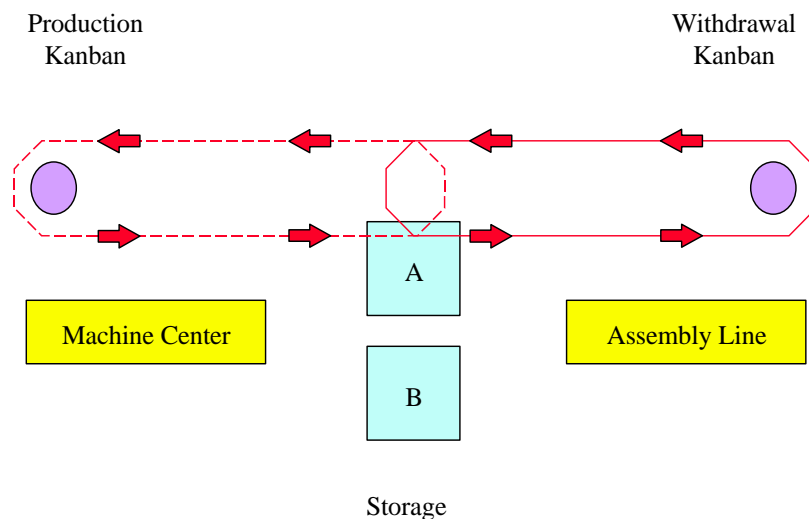 Production
Kanban
Withdrawal
Kanban
A
Machine Center
Assembly Line
B
Storage